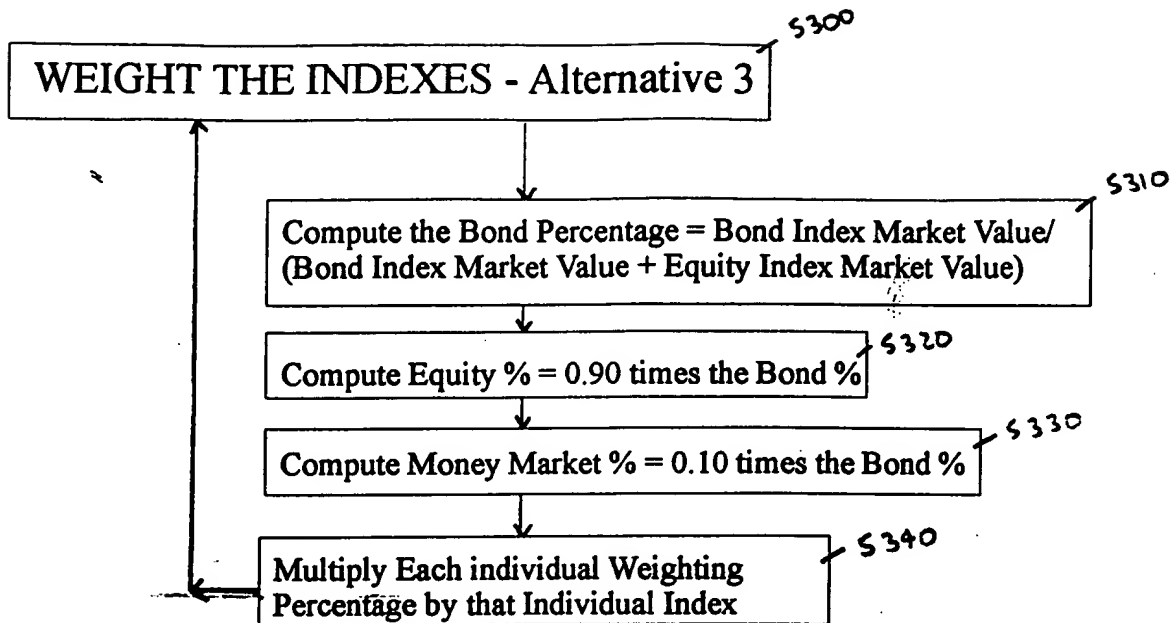 S300
WEIGHT THE INDEXES - Alternative 3
S310
Compute the Bond Percentage = Bond Index Market Value/
(Bond Index Market Value + Equity Index Market Value)
S320
Compute Equity % = 0.90 times the Bond %
S330
Compute Money Market % = 0.10 times the Bond %
S340
Multiply Each individual Weighting
Percentage by that Individual Index